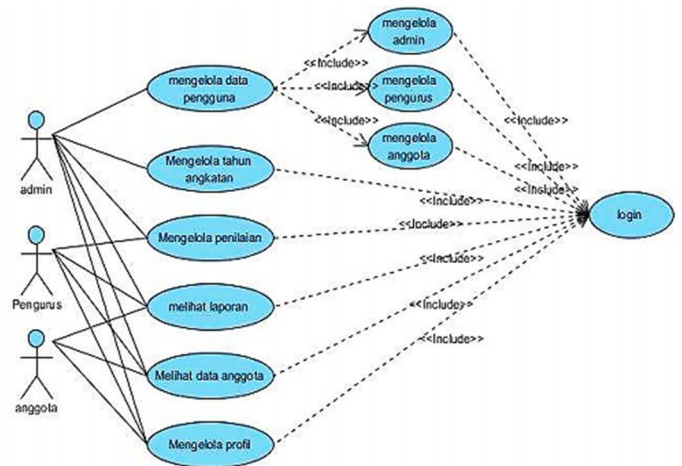 mengelola
admin
<<Include>>
mengelola data
pengguna
<<Include>>
mengelola
pengurus
<<Include>>
<<Include>>
mengelola
anggota
<<Include>>
<<Include>>
admin
Mengelola tahun
angkatan
<<Include>>
<<Include>>
login
Mengelola penilaian
<<Include>>
<<Include>>
Pengurus
melihat laporan
<<Include>>
<<Include>>
anggota
Melihat data anggota
Mengelola profil